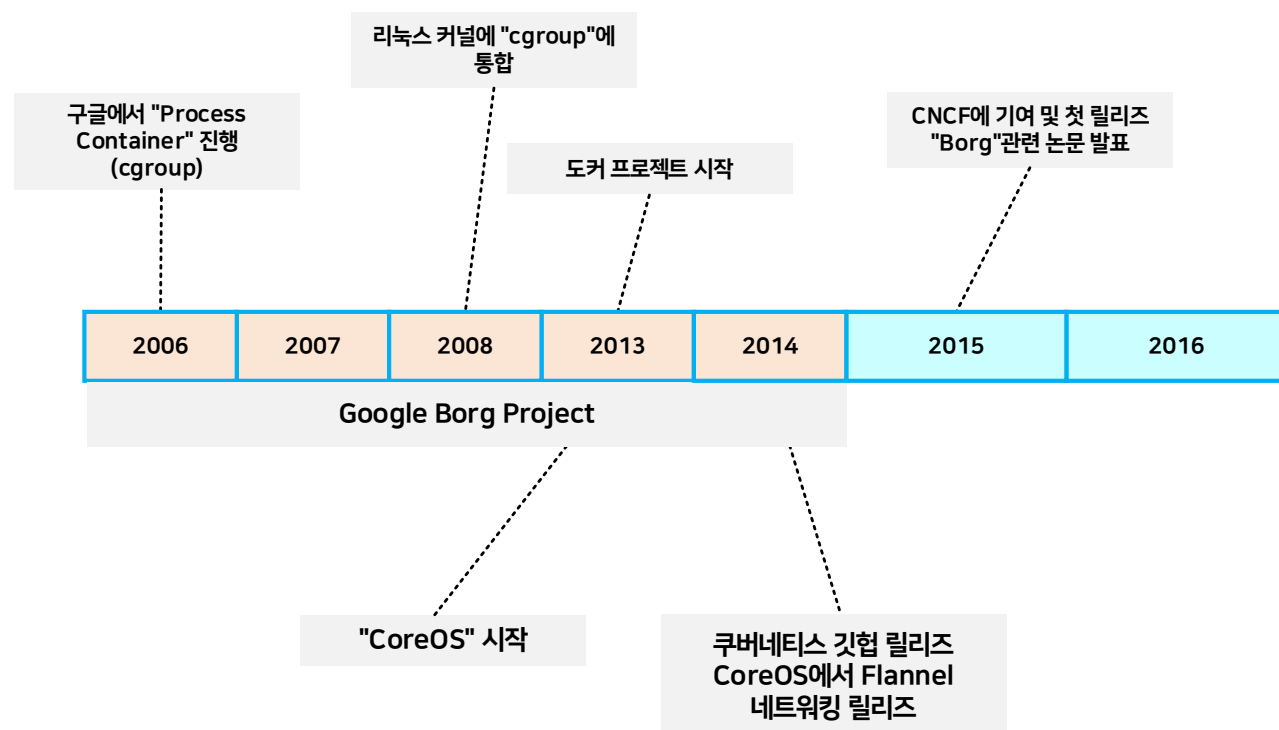 리눅스 커널에 "cgroup"에
통합
구글에서 "Process
Container" 진행
(cgroup)
CNCF에 기여 및 첫 릴리즈
"Borg"관련 논문 발표
도커 프로젝트 시작
2006
2007
2008
2013
2014
2015
2016
Google Borg Project
"CoreOS" 시작
쿠버네티스 깃헙 릴리즈
CoreOS에서 Flannel
네트워킹 릴리즈